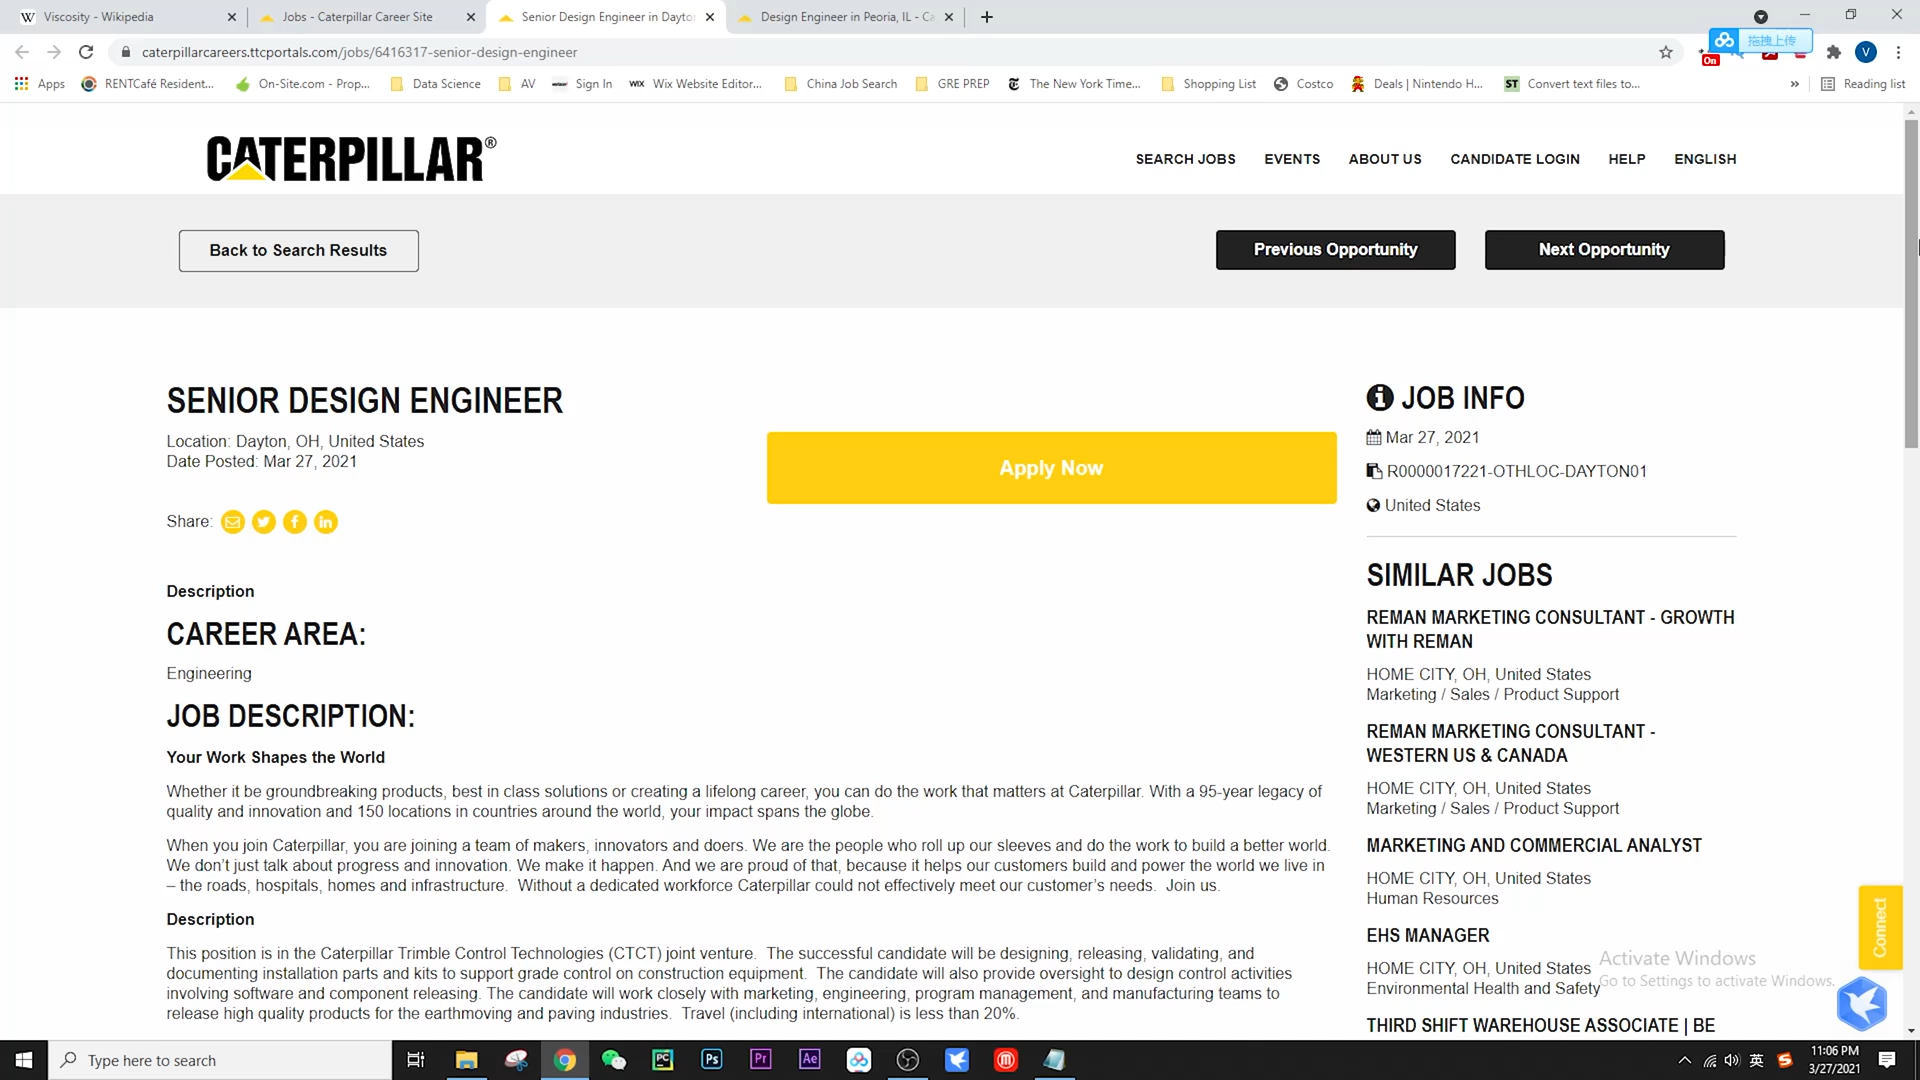 Viscosity - Wikipedia
Jobs - Caterpillar Career Site
Senior Design Engineer in Dayto
Design Engineer in Peoria, IL - Ca
caterpillarcareers.ttcportals.com/jobs/6416317-senior-design-engineer
拖拽上传
On
V
Apps
RENTCafé Resident...
On-Site.com - Prop...
Data Science
AV
Sign In
WIX Wix Website Editor...
China Job Search
GRE PREP
The New York Time...
Shopping List
Costco
Deals | Nintendo H...
ST Convert text files to...
»
Reading list
CATERPILLAR®
SEARCH JOBS
EVENTS
ABOUT US
CANDIDATE LOGIN
HELP
ENGLISH
Back to Search Results
Previous Opportunity
Next Opportunity
SENIOR DESIGN ENGINEER
Location: Dayton, OH, United States
Date Posted: Mar 27, 2021
Apply Now
Share:
Description
CAREER AREA:
Engineering
JOB DESCRIPTION:
Your Work Shapes the World
Whether it be groundbreaking products, best in class solutions or creating a lifelong career, you can do the work that matters at Caterpillar. With a 95-year legacy of
quality and innovation and 150 locations in countries around the world, your impact spans the globe.
When you join Caterpillar, you are joining a team of makers, innovators and doers. We are the people who roll up our sleeves and do the work to build a better world.
We don't just talk about progress and innovation. We make it happen. And we are proud of that, because it helps our customers build and power the world we live in
– the roads, hospitals, homes and infrastructure. Without a dedicated workforce Caterpillar could not effectively meet our customer's needs. Join us.
Description
This position is in the Caterpillar Trimble Control Technologies (CTCT) joint venture. The successful candidate will be designing, releasing, validating, and
documenting installation parts and kits to support grade control on construction equipment. The candidate will also provide oversight to design control activities
involving software and component releasing. The candidate will work closely with marketing, engineering, program management, and manufacturing teams to
release high quality products for the earthmoving and paving industries. Travel (including international) is less than 20%.
JOB INFO
Mar 27, 2021
R0000017221-OTHLOC-DAYTON01
United States
SIMILAR JOBS
REMAN MARKETING CONSULTANT - GROWTH
WITH REMAN
HOME CITY, OH, United States
Marketing / Sales / Product Support
REMAN MARKETING CONSULTANT -
WESTERN US & CANADA
HOME CITY, OH, United States
Marketing / Sales / Product Support
MARKETING AND COMMERCIAL ANALYST
HOME CITY, OH, United States
Human Resources
EHS MANAGER
HOME CITY, OH, United States
Environmental Health and Safety
THIRD SHIFT WAREHOUSE ASSOCIATE | BE
Connect
Activate Windows
Go to Settings to activate Windows.
Type here to search
PC
Ps
Pr
Ae
英
11:06 PM
3/27/2021